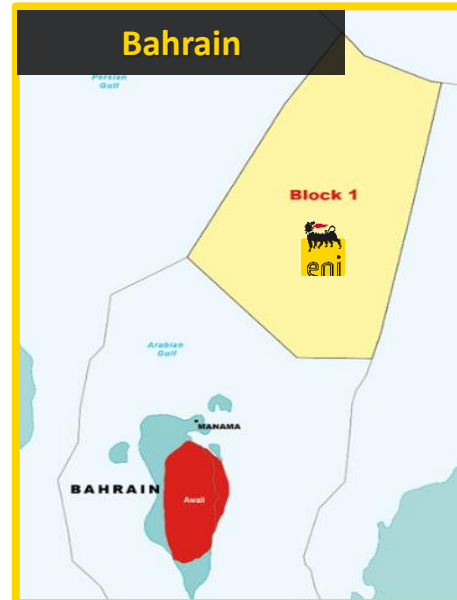 Bahrain
Persian
Gulf
Block 1
eni
Arabian
Gulf
MANAMA
BAHRAIN
Awali